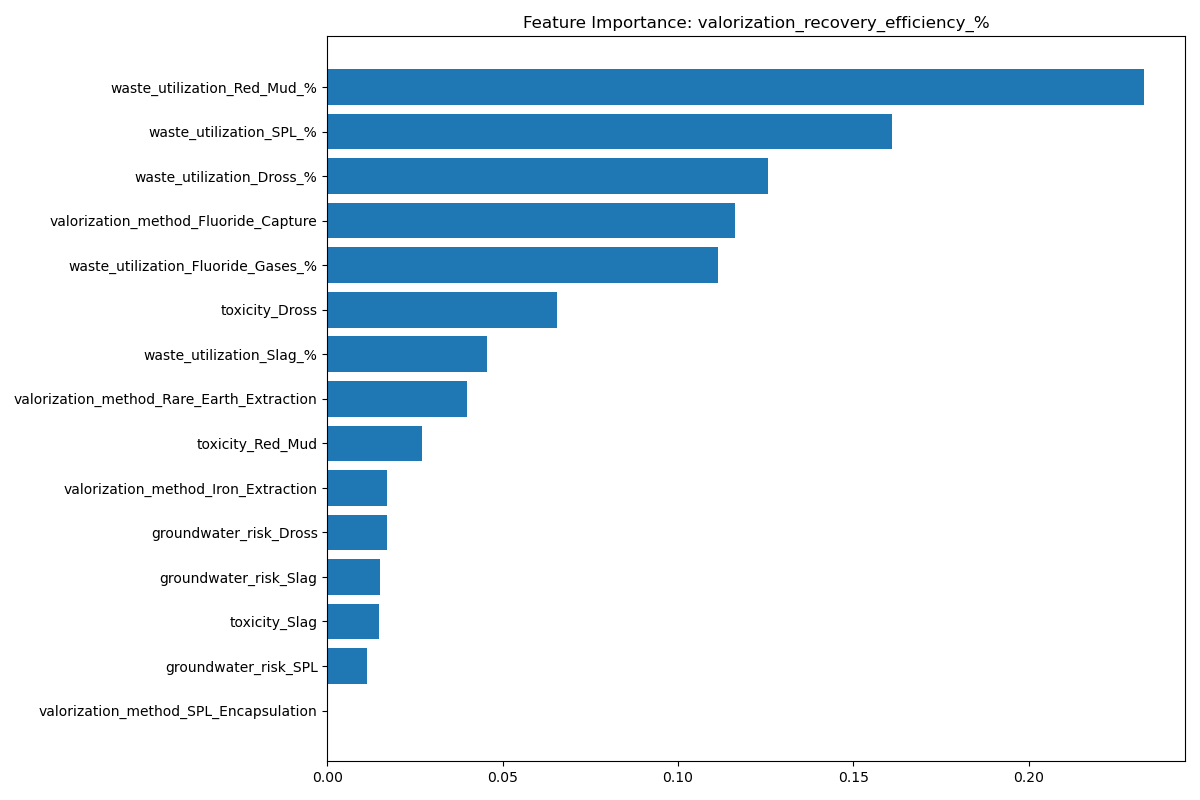 Feature Importance: valorization_recovery_efficiency_%
waste_utilization_Red_Mud_%
waste_utilization_SPL_%
waste_utilization_Dross_%
valorization_method_Fluoride_Capture
waste_utilization_Fluoride_Gases_%
toxicity_Dross
waste_utilization_Slag_%
valorization_method_Rare_Earth_Extraction
toxicity_Red_Mud
valorization_method_Iron_Extraction
groundwater_risk_Dross
groundwater_risk_Slag
toxicity_Slag
groundwater_risk_SPL
valorization_method_SPL_Encapsulation
0.00 0.05 0.10 0.15 0.20